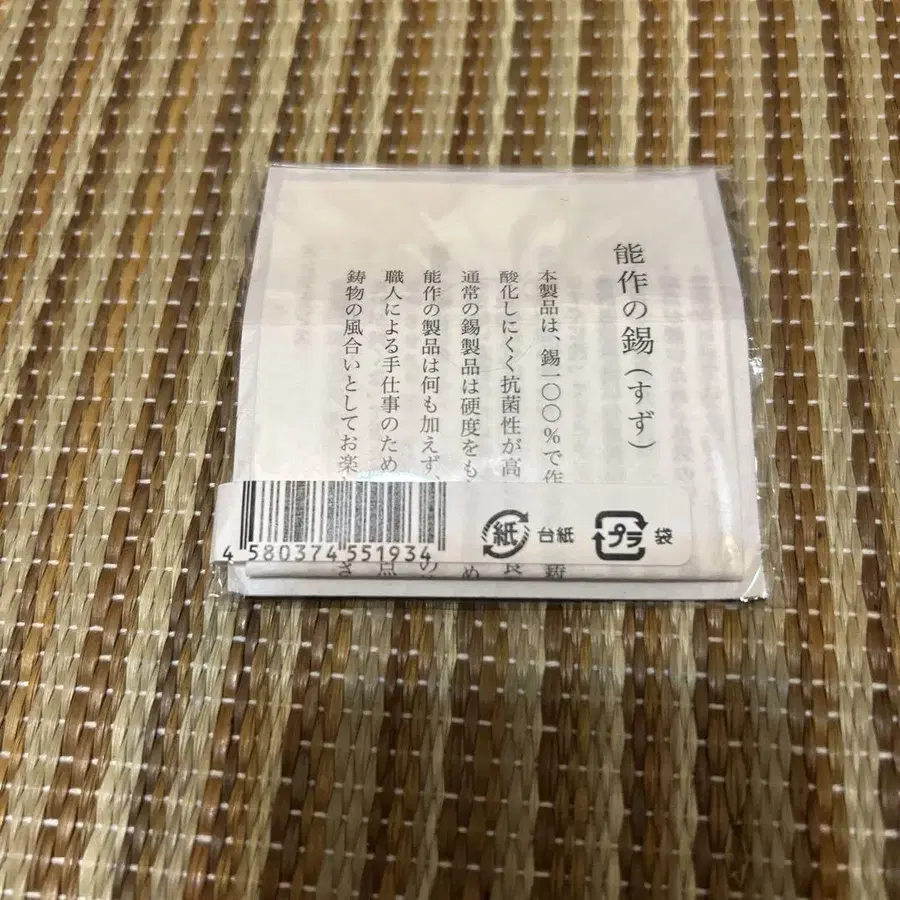 能作の錫(すず)
本製品は、錫一〇〇%で作
酸化しにくく抗菌性が高
通常の錫製品は硬度をも
能作の製品は何も加えず、
職人による手仕事のため
鋳物の風合いとしてお楽
紙 台紙 プラ 袋
4 580374 551934